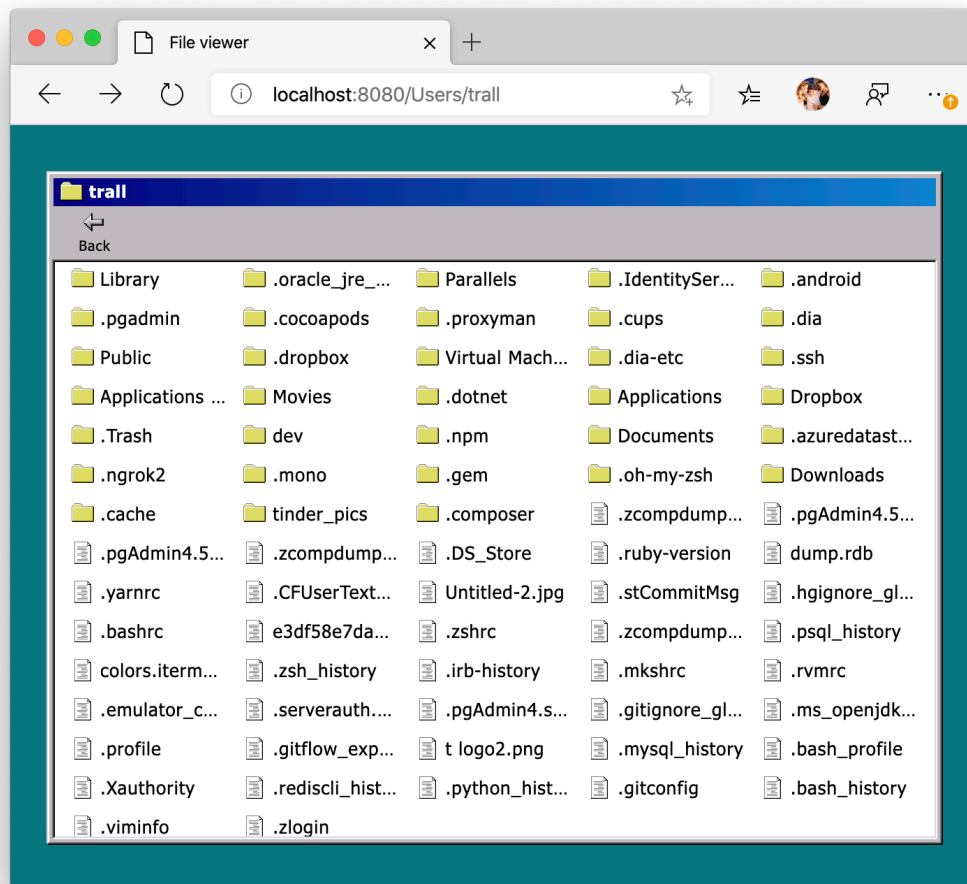 File viewer
localhost:8080/Users/trall
trall
Back
Library .oracle_jre_... Parallels .IdentitySer... .android
.pgadmin .cocoapods .proxyman .cups .dia
Public .dropbox Virtual Mach... .dia-etc .ssh
Applications ... Movies .dotnet Applications Dropbox
.Trash dev .npm Documents .azuredatast...
.ngrok2 .mono .gem .oh-my-zsh Downloads
.cache tinder_pics .composer .zcompdump... .pgAdmin4.5...
.pgAdmin4.5... .zcompdump... .DS_Store .ruby-version dump.rdb
.yarnrc .CFUserText... Untitled-2.jpg .stCommitMsg .hgignore_gl...
.bashrc e3df58e7da... .zshrc .zcompdump... .psql_history
colors.iterm... .zsh_history .irb-history .mkshrc .rvmrc
.emulator_c... .serverauth.... .pgAdmin4.s... .gitignore_gl... .ms_openjdk...
.profile .gitflow_exp... t logo2.png .mysql_history .bash_profile
.Xauthority .rediscli_hist... .python_hist... .gitconfig .bash_history
.viminfo .zlogin